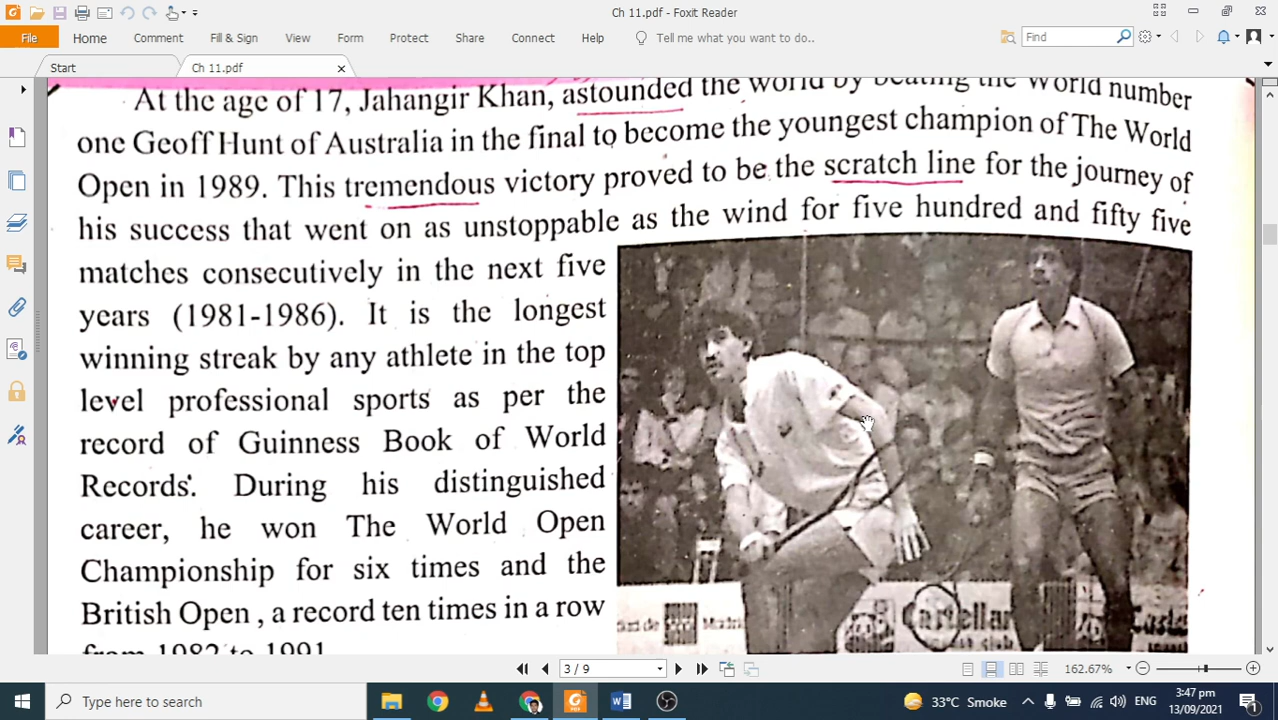 Ch 11.pdf - Foxit Reader
File Home Comment Fill & Sign View Form Protect Share Connect Help Tell me what you want to do.. Find
Start Ch 11.pdf
At the age of 17, Jahangir Khan, astounded the world by beating the World number
one Geoff Hunt of Australia in the final to become the youngest champion of The World
Open in 1989. This tremendous victory proved to be the scratch line for the journey of
his success that went on as unstoppable as the wind for five hundred and fifty five
matches consecutively in the next five
years (1981-1986). It is the longest
winning streak by any athlete in the top
level professional sports as per the
record of Guinness Book of World
Records. During his distinguished
career, he won The World Open
Championship for six times and the
British Open , a record ten times in a row
from 1982 to 1991
Madrid
Castellan
3 / 9 162.67%
Type here to search 33°C Smoke ENG 3:47 pm
13/09/2021 1